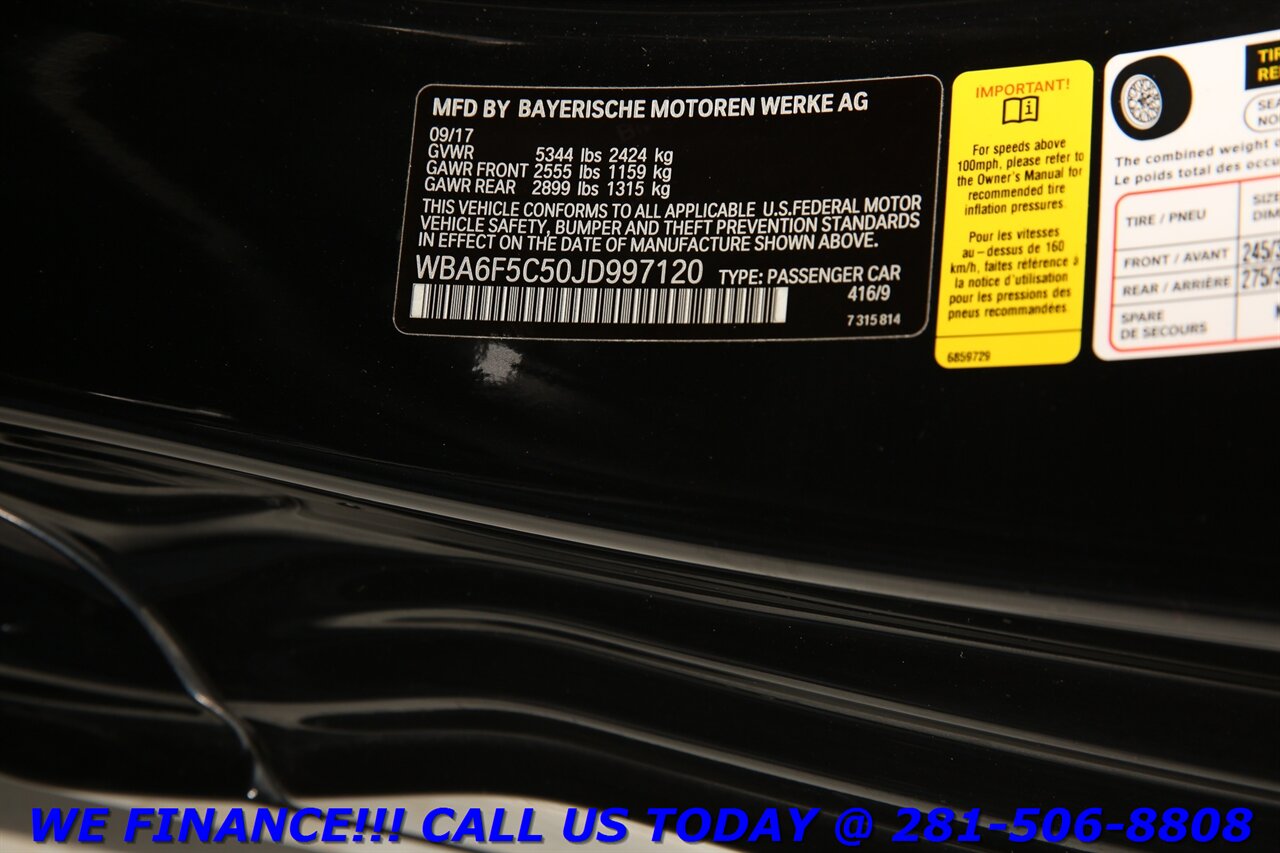 MFD BY BAYERISCHE MOTOREN WERKE AG
09/17
GVWR 5344 lbs 2424 kg
GAWR FRONT 2555 lbs 1159 kg
GAWR REAR 2899 lbs 1315 kg
THIS VEHICLE CONFORMS TO ALL APPLICABLE U.S.FEDERAL MOTOR
VEHICLE SAFETY, BUMPER AND THEFT PREVENTION STANDARDS
IN EFFECT ON THE DATE OF MANUFACTURE SHOWN ABOVE.
WBA6F5C50JD997120 TYPE: PASSENGER CAR
416/9
7315814
IMPORTANT!
For speeds above
100mph, please refer to
the Owner's Manual for
recommended tire
inflation pressures
Pour les vitesses
au-dessus de 160
km/h, faites référence à
la notice d'utilisation
pour les pressions des
pneus recommandées
6859729
The combined weight
Le poids total des
TIRE / PNEU
FRONT / AVANT 245/
REAR / ARRIÈRE 275/
SPARE
DE SECOURS
WE FINANCE!!! CALL US TODAY @ 281-506-8808